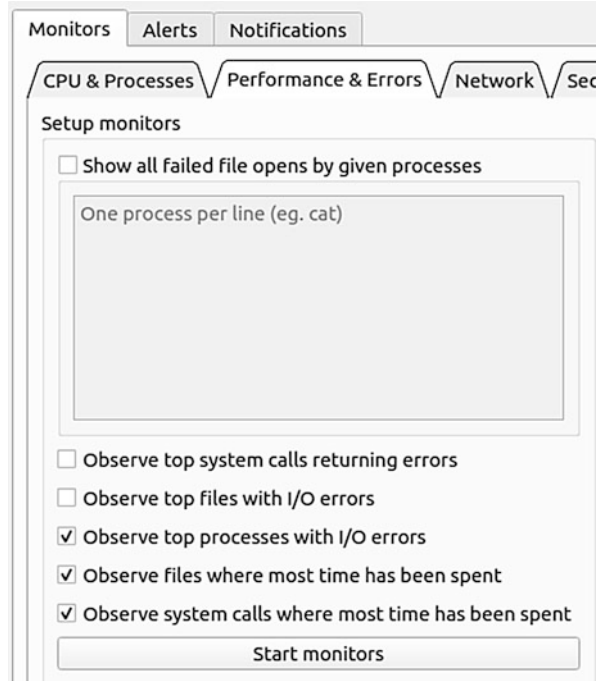 Monitors Alerts Notifications
CPU & Processes Performance & Errors Network Sec
Setup monitors
Show all failed file opens by given processes
One process per line (eg. cat)
Observe top system calls returning errors
Observe top files with I/O errors
Observe top processes with I/O errors
Observe files where most time has been spent
Observe system calls where most time has been spent
Start monitors